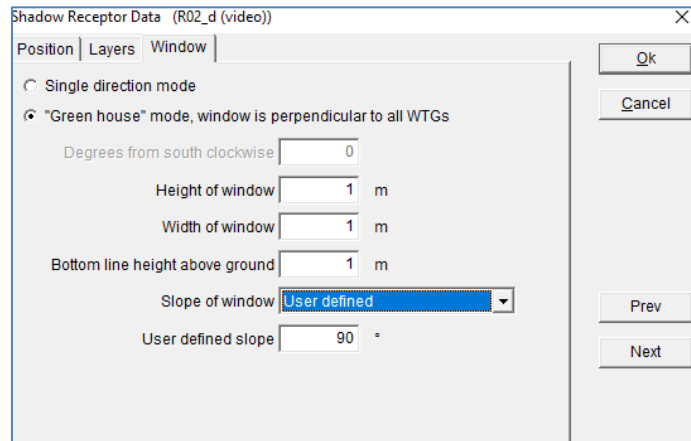 Shadow Receptor Data (R02_d (video))
Position Layers Window
Ok
Single direction mode
Cancel
"Green house" mode, window is perpendicular to all WTGs
Degrees from south clockwise 0
Height of window 1 m
Width of window 1 m
Bottom line height above ground 1 m
Slope of window User defined
Prev
User defined slope 90 °
Next